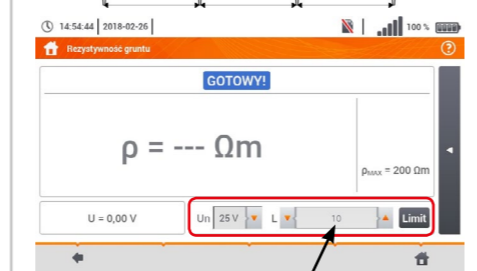 14:54:44 2018-02-26 100 %
Rezystywność gruntu ?
GOTOWY!
ρ = --- Ωm
ρMAX = 200 Ωm
U = 0,00 V Un 25 V L 10 Limit